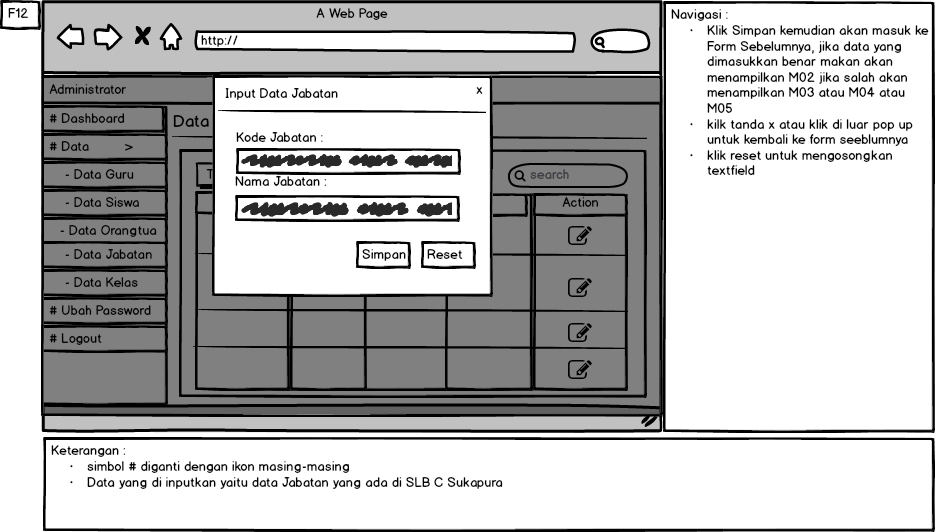 F12
A Web Page
http://
Administrator
# Dashboard
# Data >
- Data Guru
- Data Siswa
- Data Orangtua
- Data Jabatan
- Data Kelas
# Ubah Password
# Logout
Data
T
search
Action
Input Data Jabatan x
Kode Jabatan :
Nama Jabatan :
Simpan Reset
Navigasi :
· Klik Simpan kemudian akan masuk ke
Form Sebelumnya, jika data yang
dimasukkan benar makan akan
menampilkan M02 jika salah akan
menampilkan M03 atau M04 atau
M05
· kilk tanda x atau klik di luar pop up
untuk kembali ke form seeblumnya
· klik reset untuk mengosongkan
textfield
Keterangan :
· simbol # diganti dengan ikon masing-masing
· Data yang di inputkan yaitu data Jabatan yang ada di SLB C Sukapura